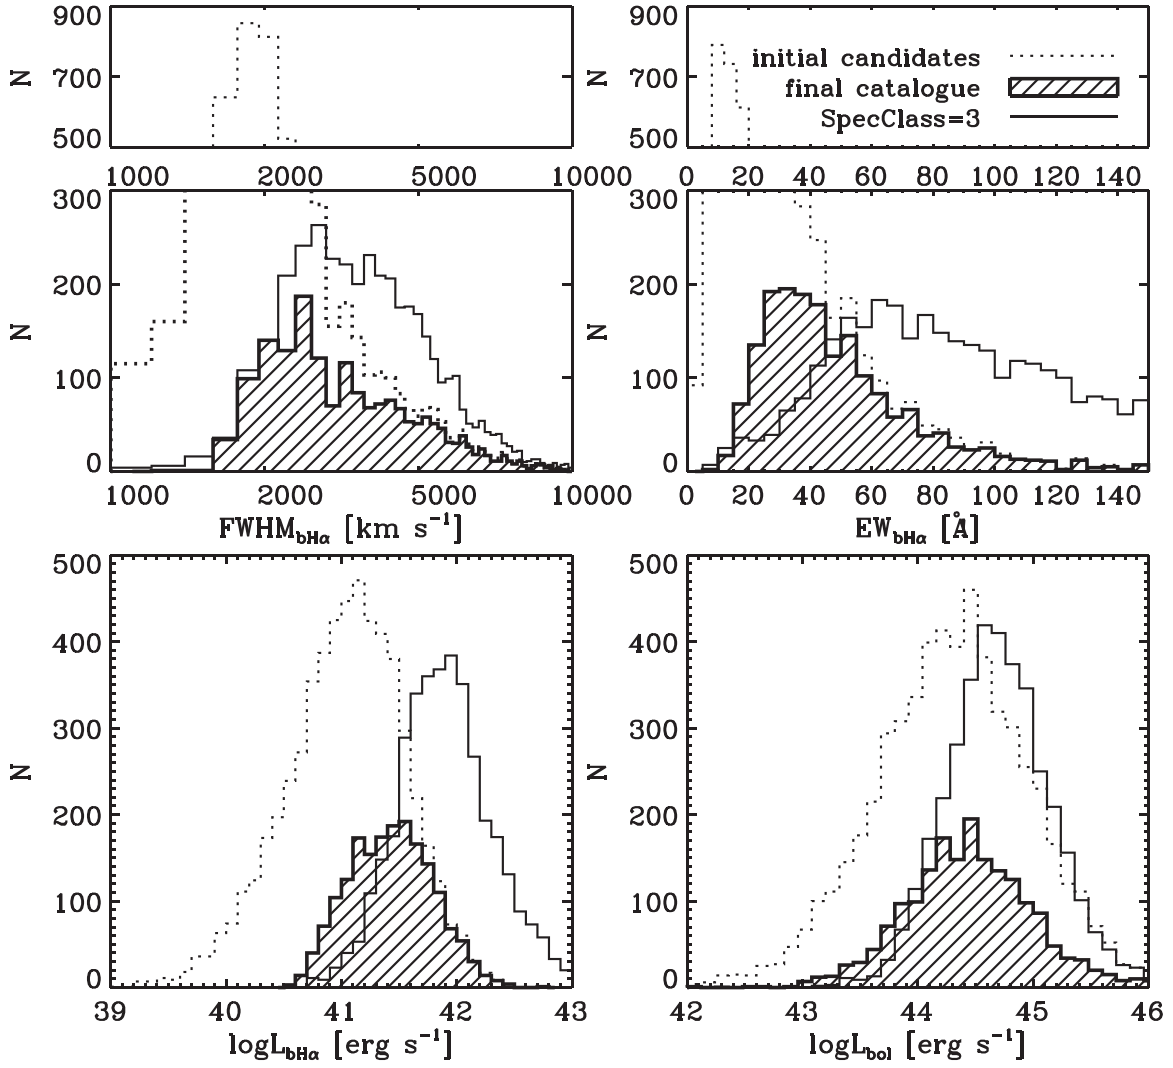 900
700
500
N
900
700
500
N
initial candidates
final catalogue
SpecClass=3
1000 2000 5000 10000
0 20 40 60 80 100 120 140
300
200
100
0
N
300
200
100
0
N
1000 2000 5000 10000
FWHM_bHα [km s⁻¹]
0 20 40 60 80 100 120 140
EW_bHα [Å]
500
400
300
200
100
0
N
39 40 41 42 43
logL_bHα [erg s⁻¹]
500
400
300
200
100
0
N
42 43 44 45 46
logL_bol [erg s⁻¹]